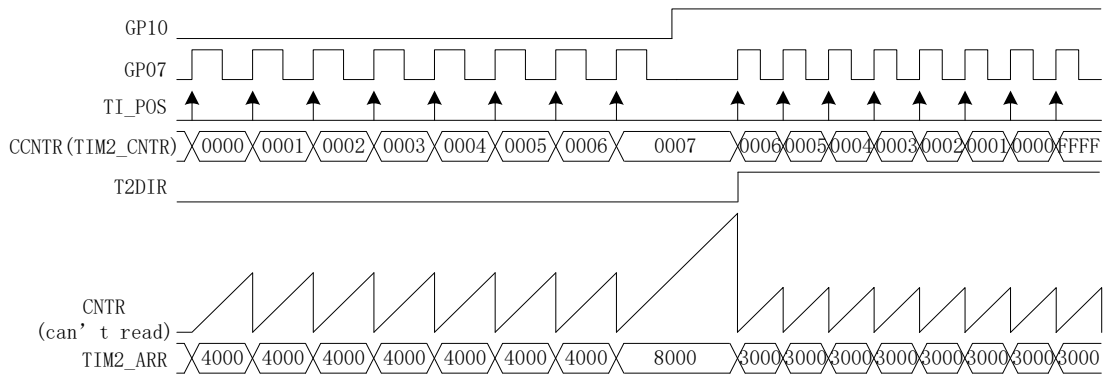 GP10
GP07
TI_POS
CCNTR(TIM2_CNTR) 0000 0001 0002 0003 0004 0005 0006 0007 0006 0005 0004 0003 0002 0001 0000 FFFF
T2DIR
CNTR
(can't read)
TIM2_ARR 4000 4000 4000 4000 4000 4000 4000 8000 3000 3000 3000 3000 3000 3000 3000 3000